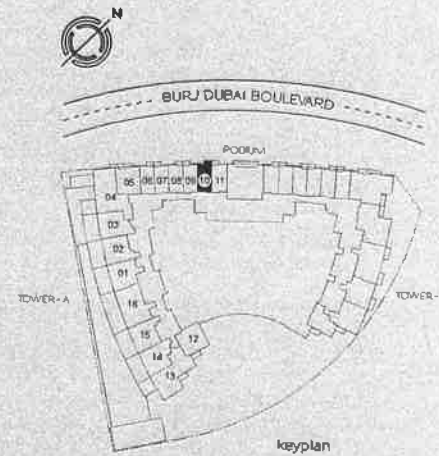 N
BURJ DUBAI BOULEVARD
PODIUM
05 06 07 08 09 10 11
04
03
02
01
16
15
14
13
12
TOWER-A
TOWER-
keyplan